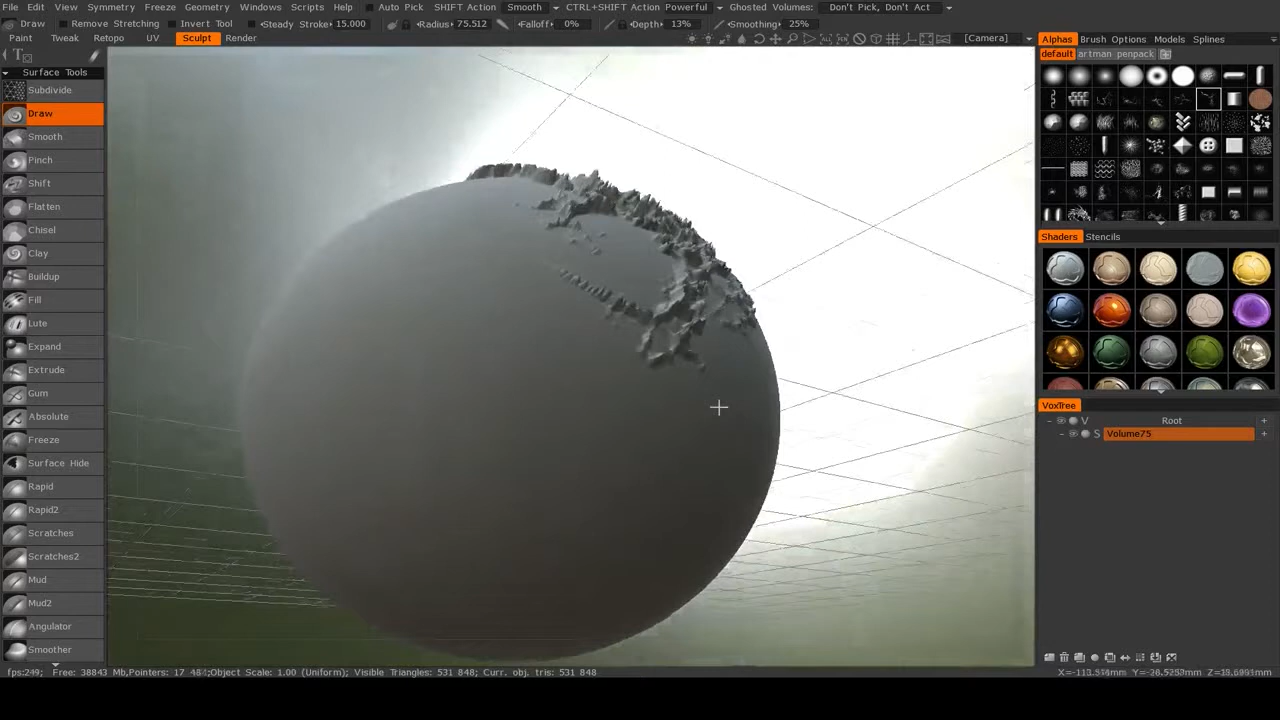 File Edit View Symmetry Freeze Geometry Windows Scripts Help Auto Pick SHIFT Action Smooth CTRL+SHIFT Action Powerful Ghosted Volumes: Don't Pick, Don't Act
Draw Remove Stretching Invert Tool Steady Stroke 15.000 Radius 75.512 Falloff 0% Depth 13% Smoothing 25%
Paint Tweak Retopo UV Sculpt Render [Camera] Alphas Brush Options Models Splines
default artman penpack
Surface Tools
Subdivide
Draw
Smooth
Pinch
Shift
Flatten
Chisel
Shaders Stencils
Clay
Buildup
Fill
Lute
Expand
Extrude
Gum
VoxTree
Absolute
V Root
S Volume75
Freeze
Surface Hide
Rapid
Rapid2
Scratches
Scratches2
Mud
Mud2
Angulator
Smoother
Object Scale: 1.00 (Uniform); Visible Triangles: 531 848; Curr. obj. tris: 531 848